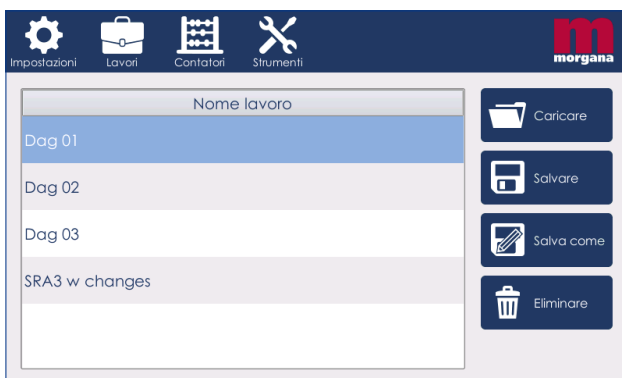 Impostazioni
Lavori
Contatori
Strumenti
morgana
Nome lavoro
Dag 01
Dag 02
Dag 03
SRA3 w changes
Caricare
Salvare
Salva come
Eliminare